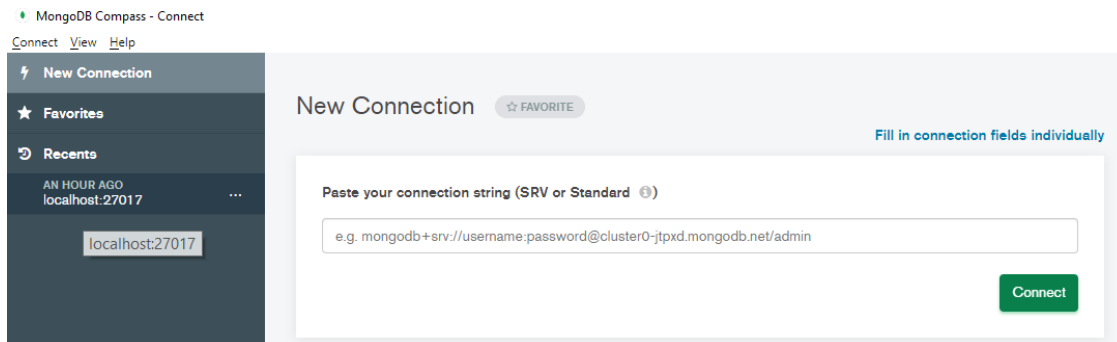 MongoDB Compass - Connect
Connect View Help
New Connection
Favorites
Recents
AN HOUR AGO
localhost:27017
...
localhost:27017
New Connection
☆ FAVORITE
Fill in connection fields individually
Paste your connection string (SRV or Standard i)
e.g. mongodb+srv://username:password@cluster0-jtpxd.mongodb.net/admin
Connect